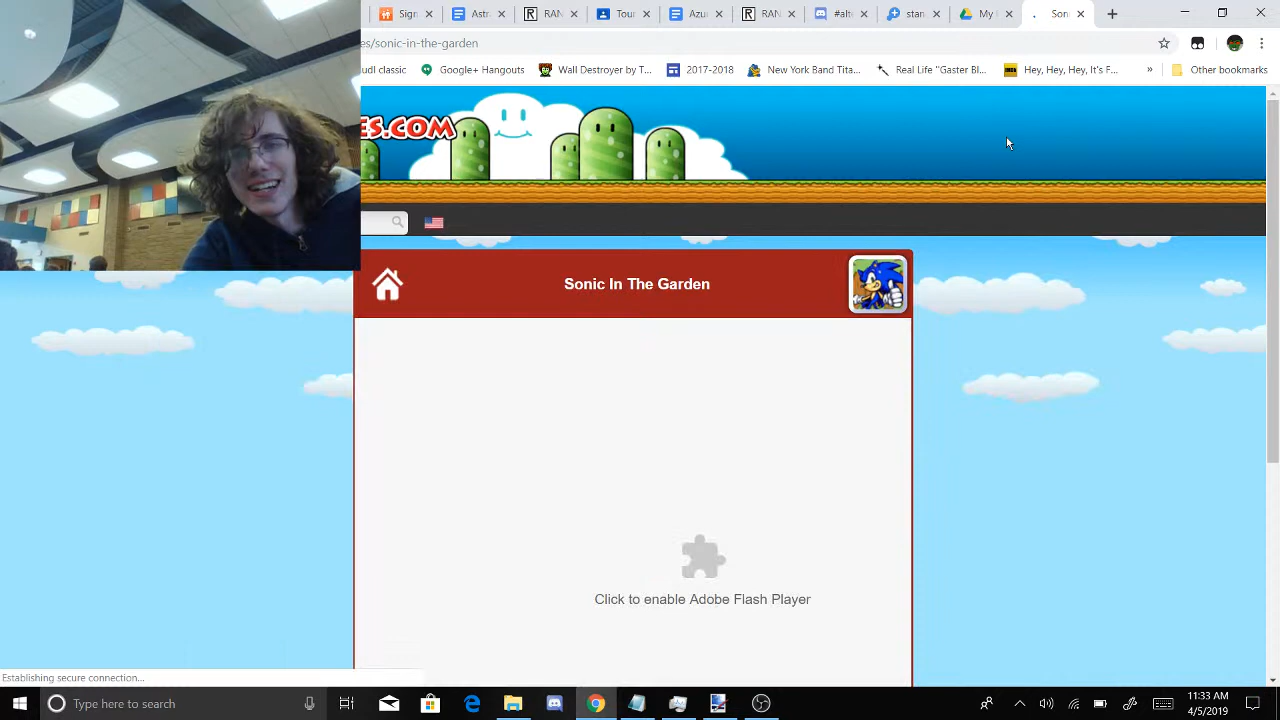 Sign
Astr
RAN
Tour
Azus
RAN
#alt
star
My
Son
es/sonic-in-the-garden
udl classic
Google+ Hangouts
Wall Destroyer by T...
2017-2018
New York Band Tita...
Real Life "Gaster Bl...
Hey, Hey, Hey, It's F...
»
Other bookmarks
ES.COM
Sonic In The Garden
Click to enable Adobe Flash Player
Establishing secure connection...
Type here to search
11:33 AM
4/5/2019